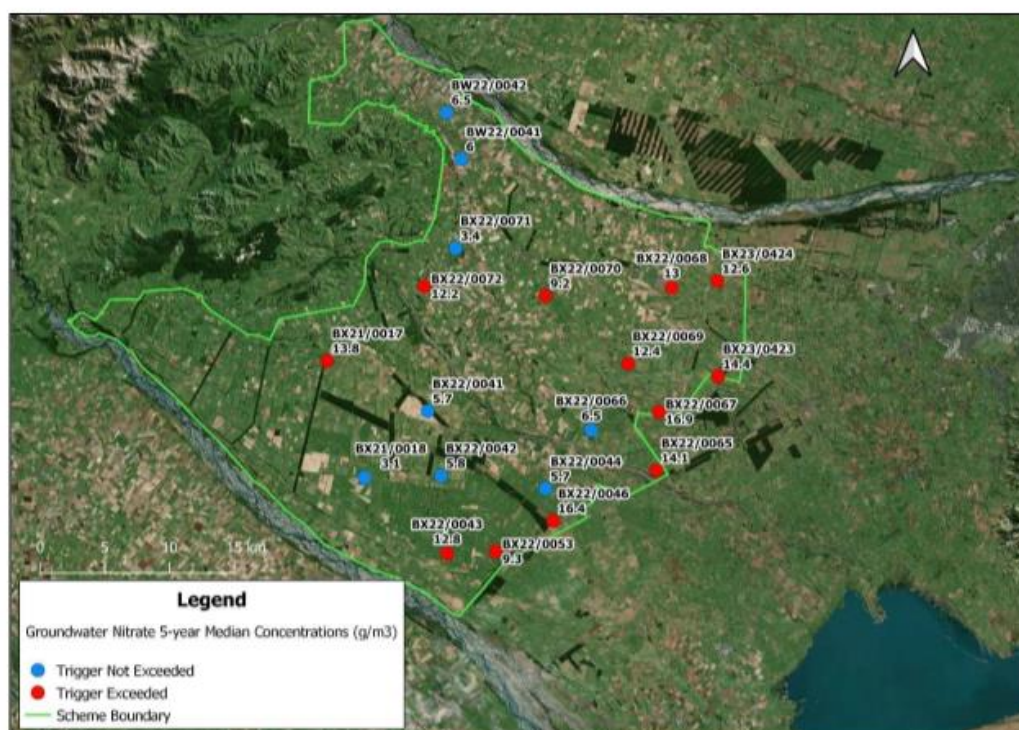 BW22/0042
6.5
BW22/0041
6
BX22/0071
3.4
BX22/0072
12.2
BX22/0070
9.2
BX22/0068
13
BX23/0424
12.6
BX21/0017
13.8
BX22/0069
12.4
BX23/0423
14.4
BX22/0041
5.7
BX22/0066
6.5
BX22/0067
16.9
BX21/0018
3.1
BX22/0042
5.8
BX22/0065
14.1
BX22/0044
5.7
BX22/0046
16.4
BX22/0043
12.8
BX22/0053
9.3
0 5 10 15 km
Legend
Groundwater Nitrate 5-year Median Concentrations (g/m3)
Trigger Not Exceeded
Trigger Exceeded
Scheme Boundary